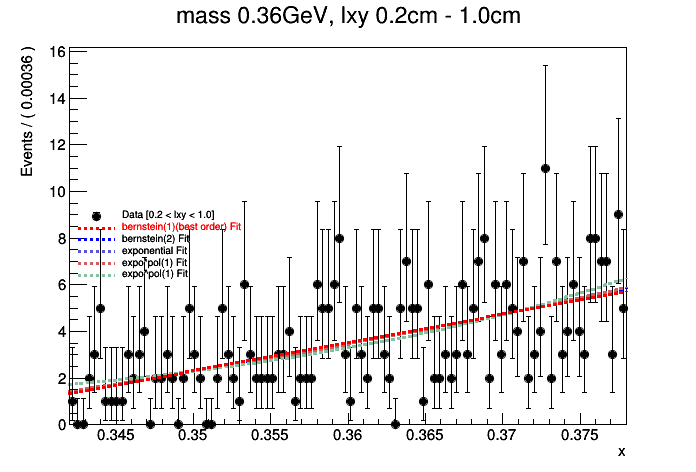 mass 0.36GeV, lxy 0.2cm - 1.0cm
Events / ( 0.00036 )
16
14
12
10
8
6
4
2
0
Data [0.2 < lxy < 1.0]
bernstein(1)(best order) Fit
bernstein(2) Fit
exponential Fit
expo*pol(1) Fit
expo*pol(1) Fit
0.345 0.35 0.355 0.36 0.365 0.37 0.375
x